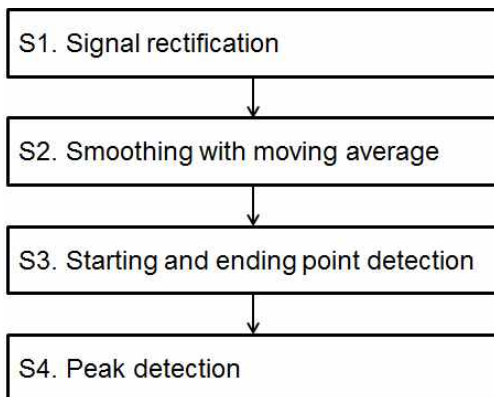 S1. Signal rectification
S2. Smoothing with moving average
S3. Starting and ending point detection
S4. Peak detection